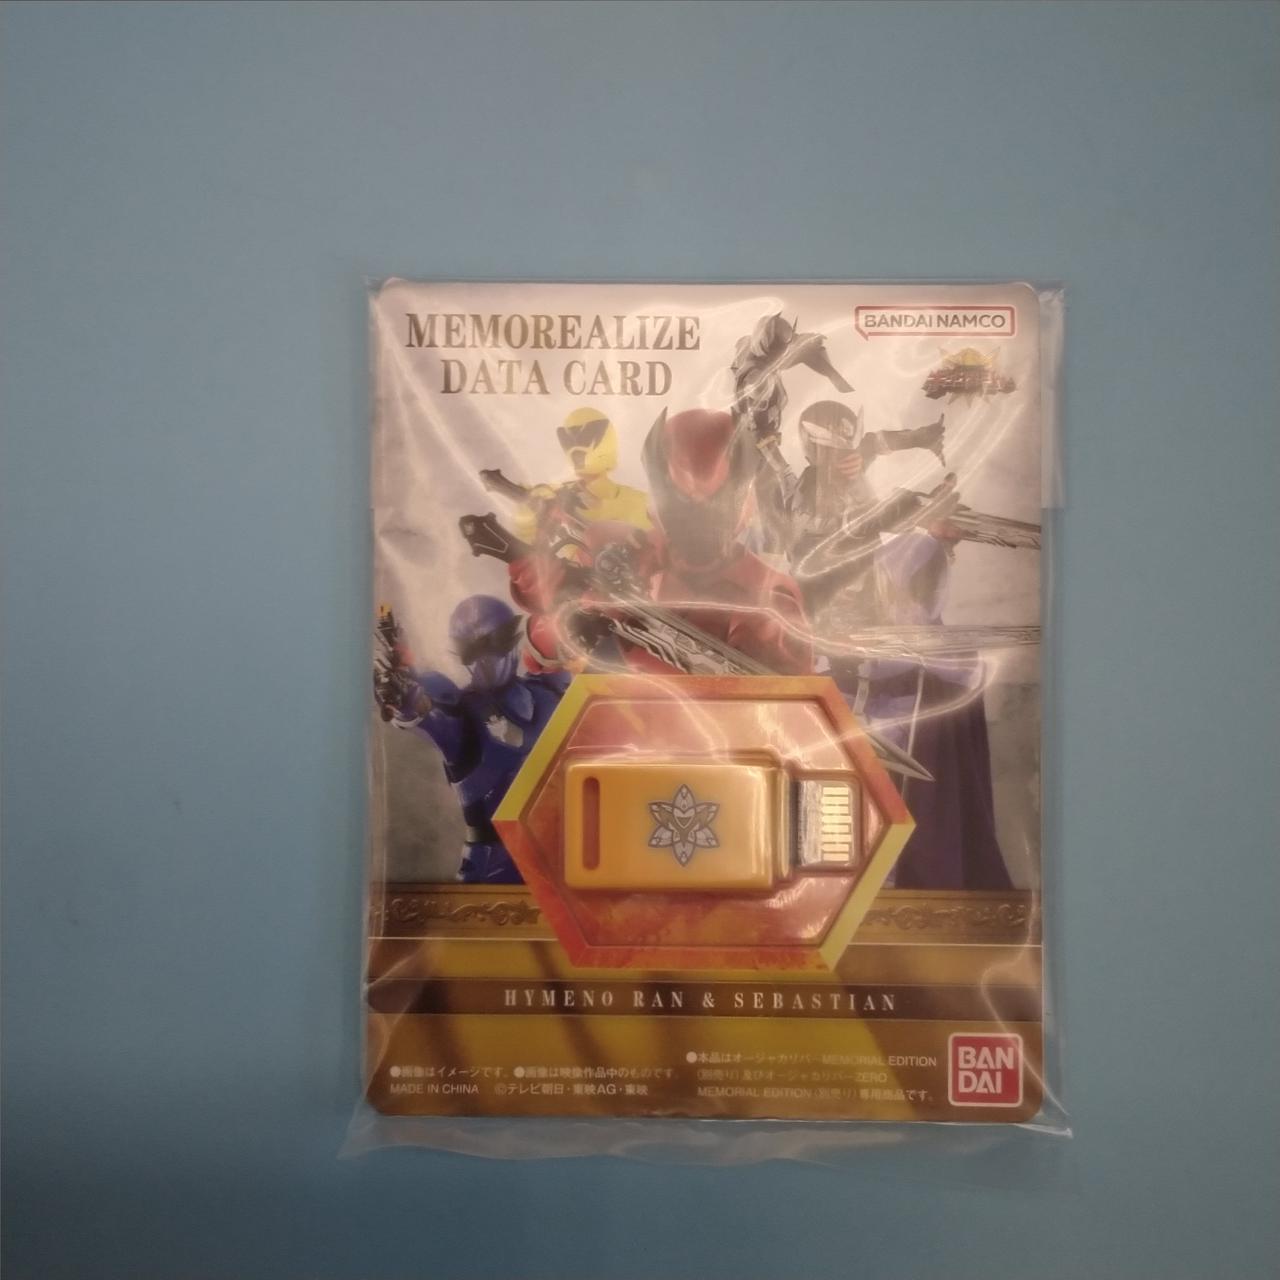 MEMOREALIZE
DATA CARD
BANDAI NAMCO
HYMENO RAN & SEBASTIAN
●画像はイメージです。 ●画像は映像作品中のものです。
MADE IN CHINA ©テレビ朝日・東映AG・東映
●本品はオージャカリバーMEMORIAL EDITION
(別売り)及びオージャカリバーZERO
MEMORIAL EDITION(別売り)専用商品です。
BAN
DAI